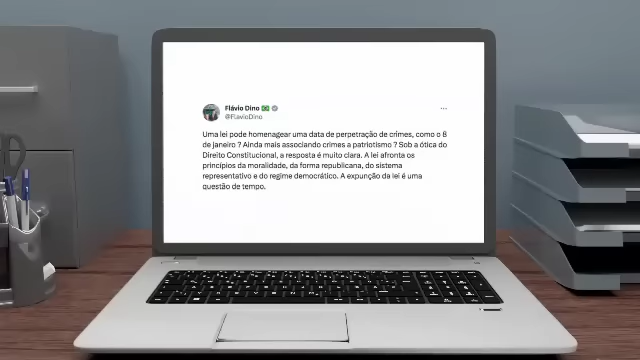 Flávio Dino 🇧🇷
@FlavioDino
Uma lei pode homenagear uma data de perpetração de crimes, como o 8
de janeiro ? Ainda mais associando crimes a patriotismo ? Sob a ótica do
Direito Constitucional, a resposta é muito clara. A lei afronta os
princípios da moralidade, da forma republicana, do sistema
representativo e do regime democrático. A expunção da lei é uma
questão de tempo.